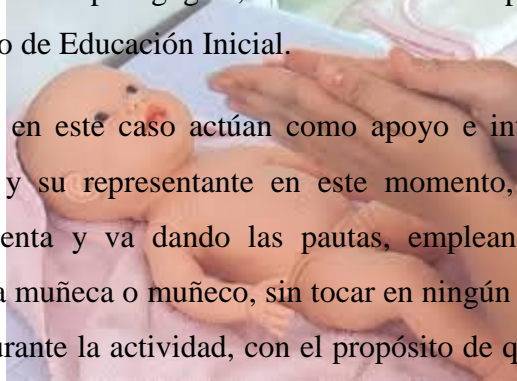 o de Educación Inicial.
en este caso actúan como apoyo e in
y su representante en este momento,
enta y va dando las pautas, emplean
a muñeca o muñeco, sin tocar en ningún
urante la actividad, con el propósito de q